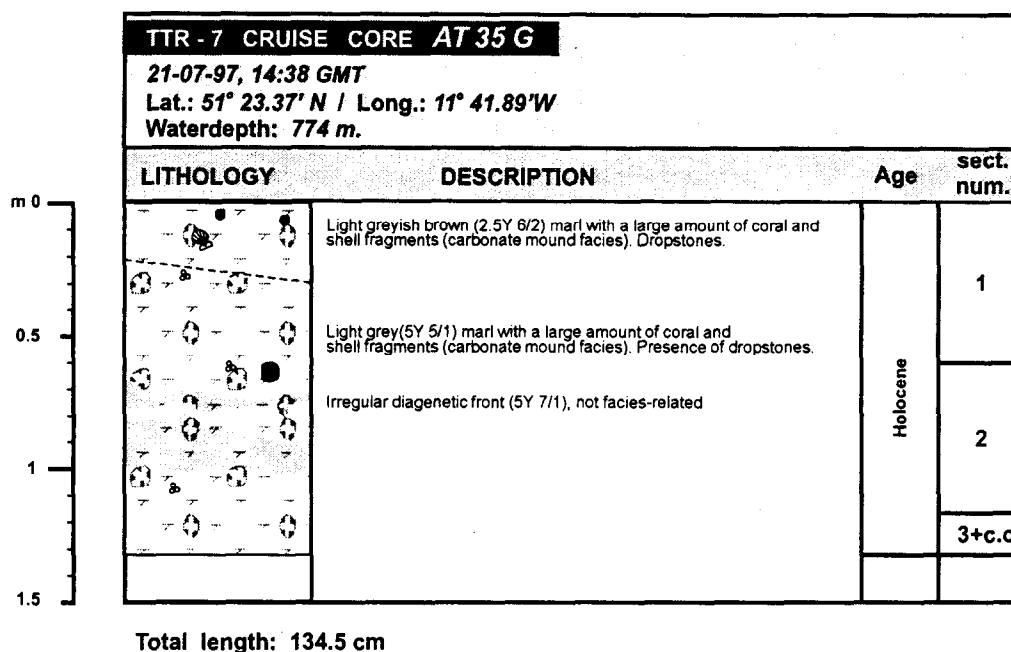 TTR - 7 CRUISE CORE AT 35 G
21-07-97, 14:38 GMT
Lat.: 51° 23.37' N / Long.: 11° 41.89'W
Waterdepth: 774 m.
LITHOLOGY DESCRIPTION Age sect. num.
m 0
Light greyish brown (2.5Y 6/2) marl with a large amount of coral and
shell fragments (carbonate mound facies). Dropstones.
1
0.5
Light grey(5Y 5/1) marl with a large amount of coral and
shell fragments (carbonate mound facies). Presence of dropstones.
Irregular diagenetic front (5Y 7/1), not facies-related
Holocene
2
1
3+c.c
1.5
Total length: 134.5 cm